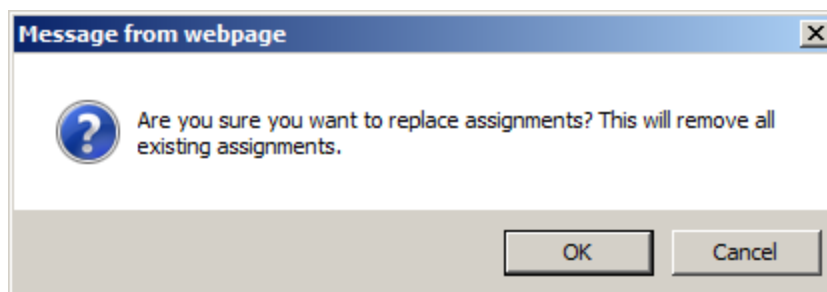 Message from webpage
Are you sure you want to replace assignments? This will remove all
existing assignments.
OK
Cancel